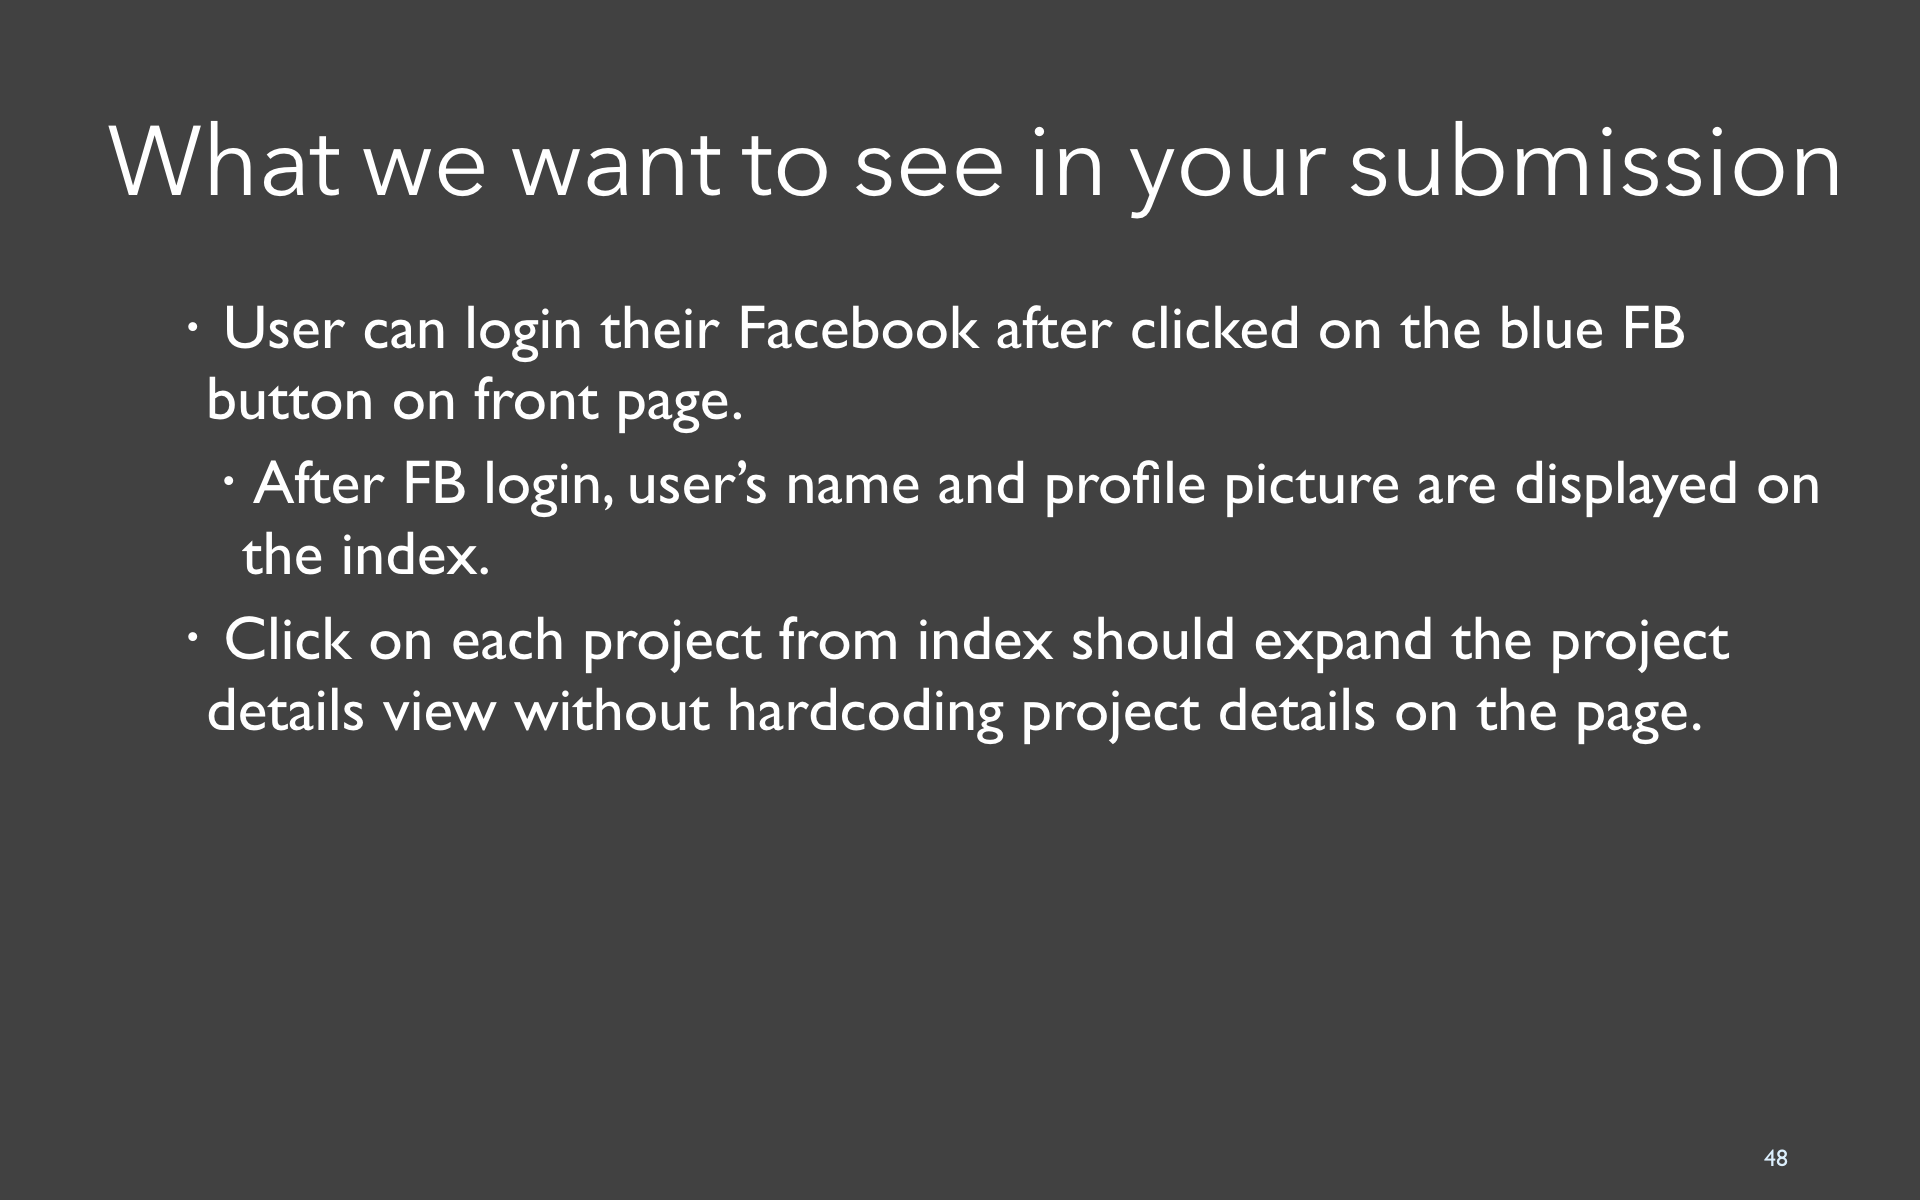 What we want to see in your submission
• User can login their Facebook after clicked on the blue FB
button on front page.
• After FB login, user’s name and profile picture are displayed on
the index.
• Click on each project from index should expand the project
details view without hardcoding project details on the page.
48